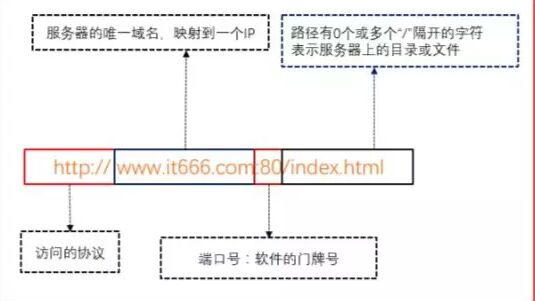 服务器的唯一域名，映射到一个IP
路径有0个或多个“/”隔开的字符
表示服务器上的目录或文件
http:// www.it666.com:80/index.html
访问的协议
端口号：软件的门牌号